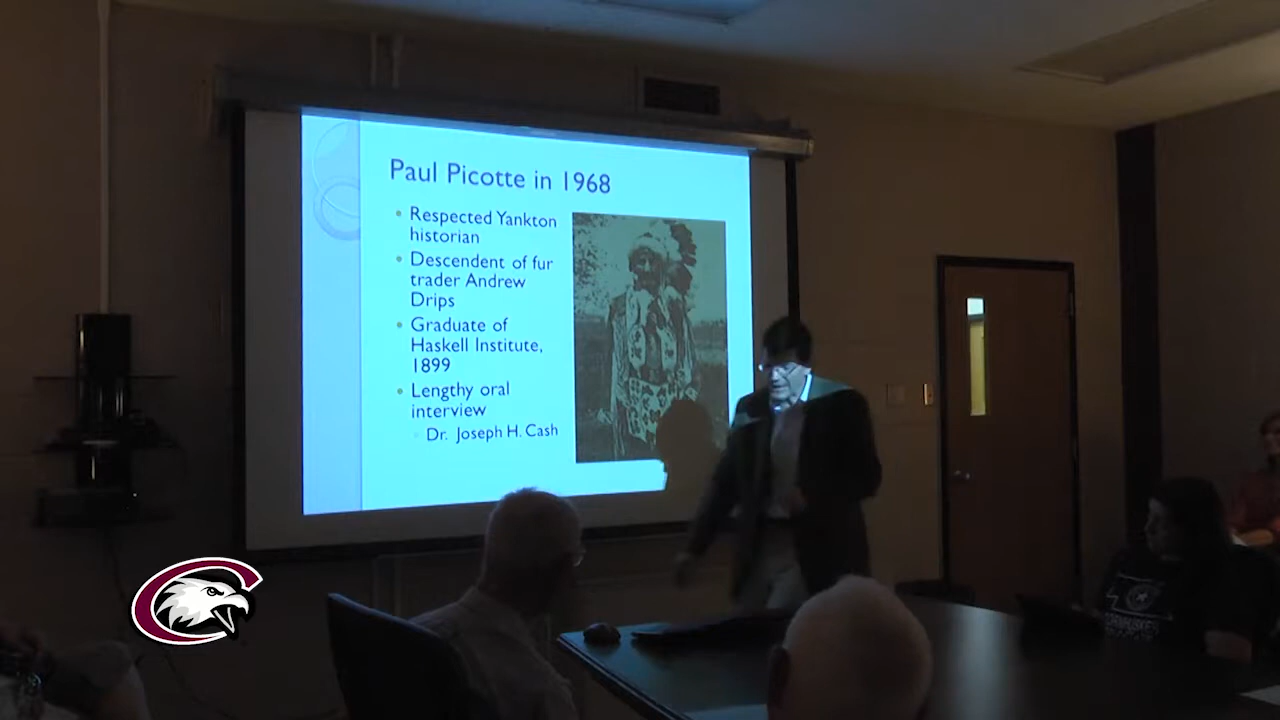 Paul Picotte in 1968
Respected Yankton
historian
Descendent of fur
trader Andrew
Drips
Graduate of
Haskell Institute,
1899
Lengthy oral
interview
Dr. Joseph H. Cash
C